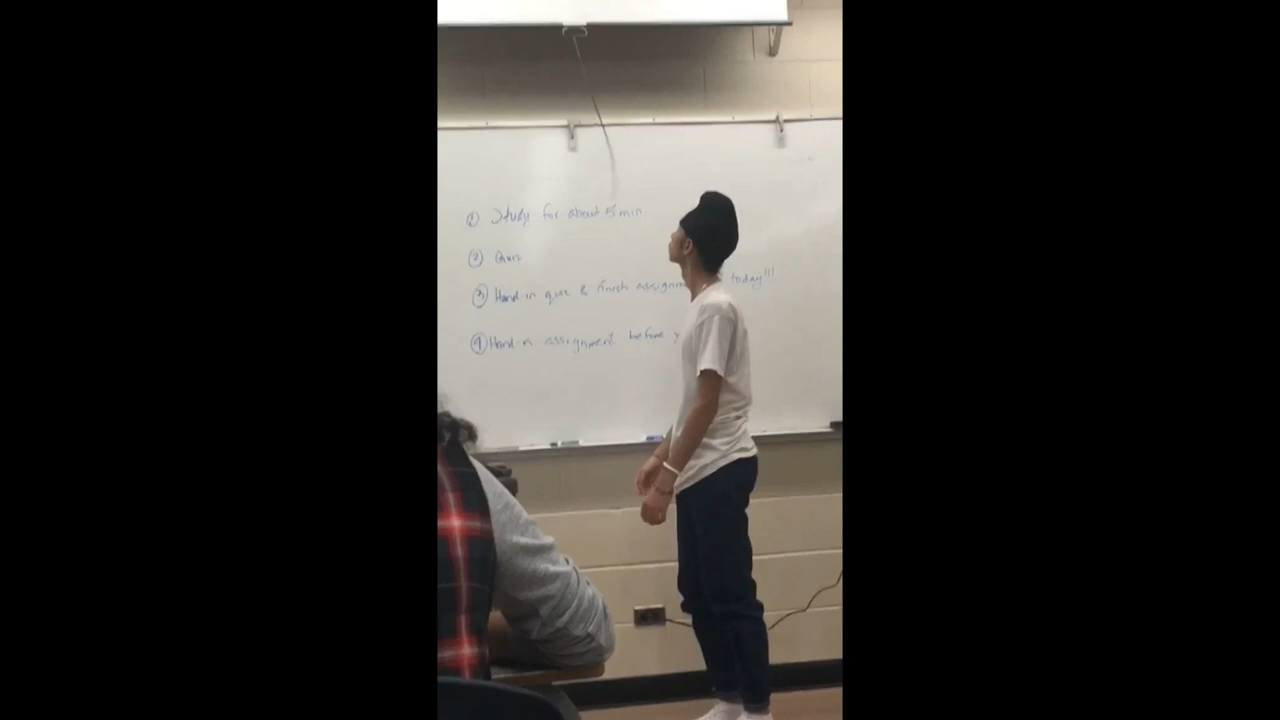 ① Study for about 5 min
② Quiz
③ Hand-in quiz & finish assignm today!!!
④ Hand-in assignment before